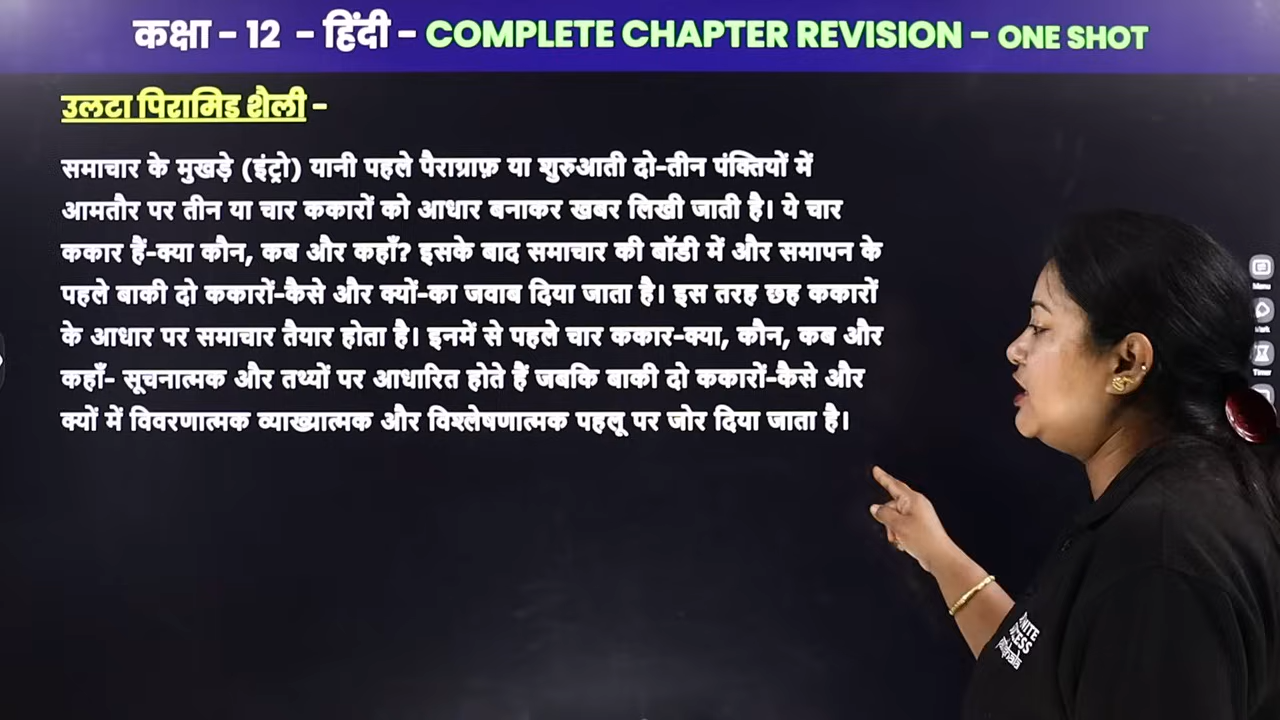 कक्षा - 12 - हिंदी - COMPLETE CHAPTER REVISION - ONE SHOT
उलटा पिरामिड शैली -
समाचार के मुखड़े (इंट्रो) यानी पहले पैराग्राफ़ या शुरुआती दो-तीन पंक्तियों में
आमतौर पर तीन या चार ककारों को आधार बनाकर खबर लिखी जाती है। ये चार
ककार हैं-क्या कौन, कब और कहाँ? इसके बाद समाचार की बॉडी में और समापन के
पहले बाकी दो ककारों-कैसे और क्यों-का जवाब दिया जाता है। इस तरह छह ककारों
के आधार पर समाचार तैयार होता है। इनमें से पहले चार ककार-क्या, कौन, कब और
कहाँ- सूचनात्मक और तथ्यों पर आधारित होते हैं जबकि बाकी दो ककारों-कैसे और
क्यों में विवरणात्मक व्याख्यात्मक और विश्लेषणात्मक पहलू पर जोर दिया जाता है।
Menu
Timer